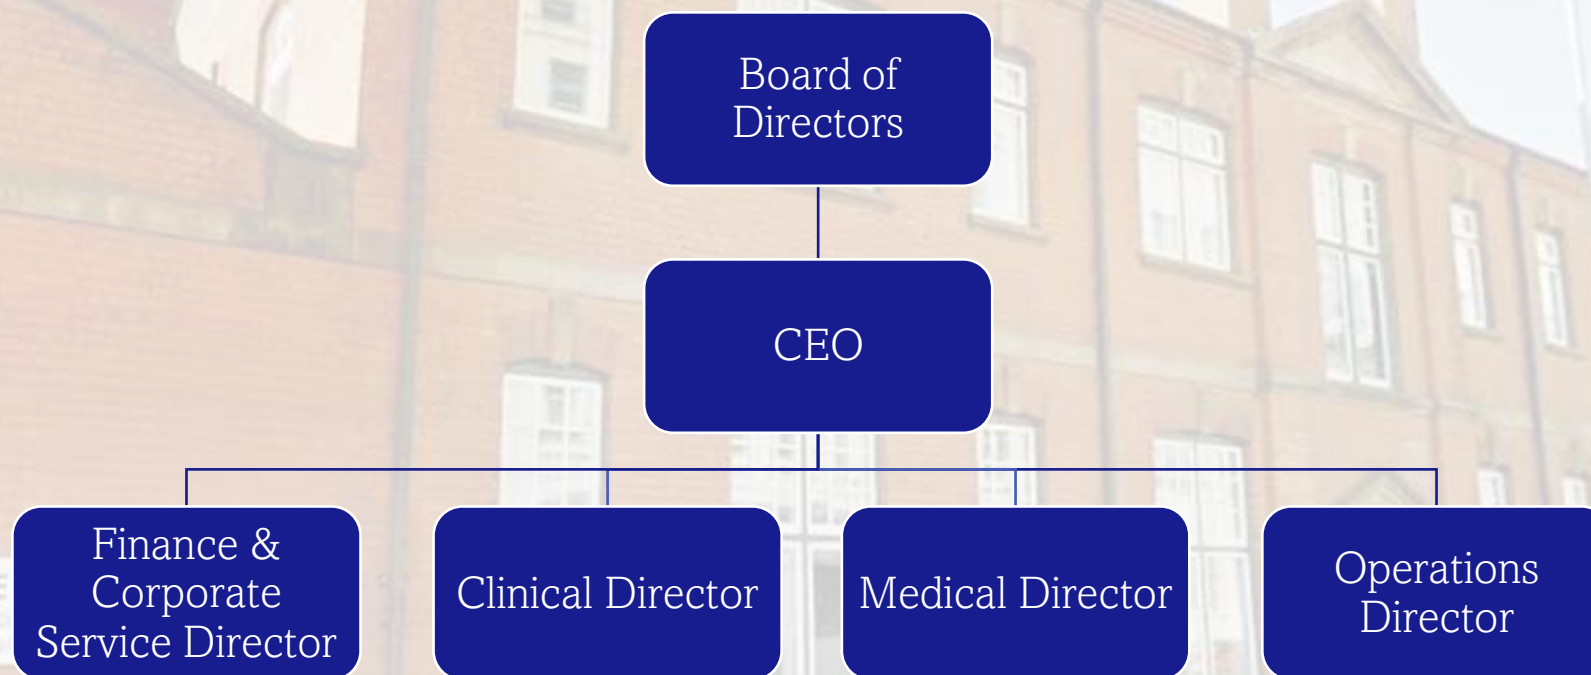 Board of
Directors
CEO
Finance &
Corporate
Service Director
Clinical Director
Medical Director
Operations
Director